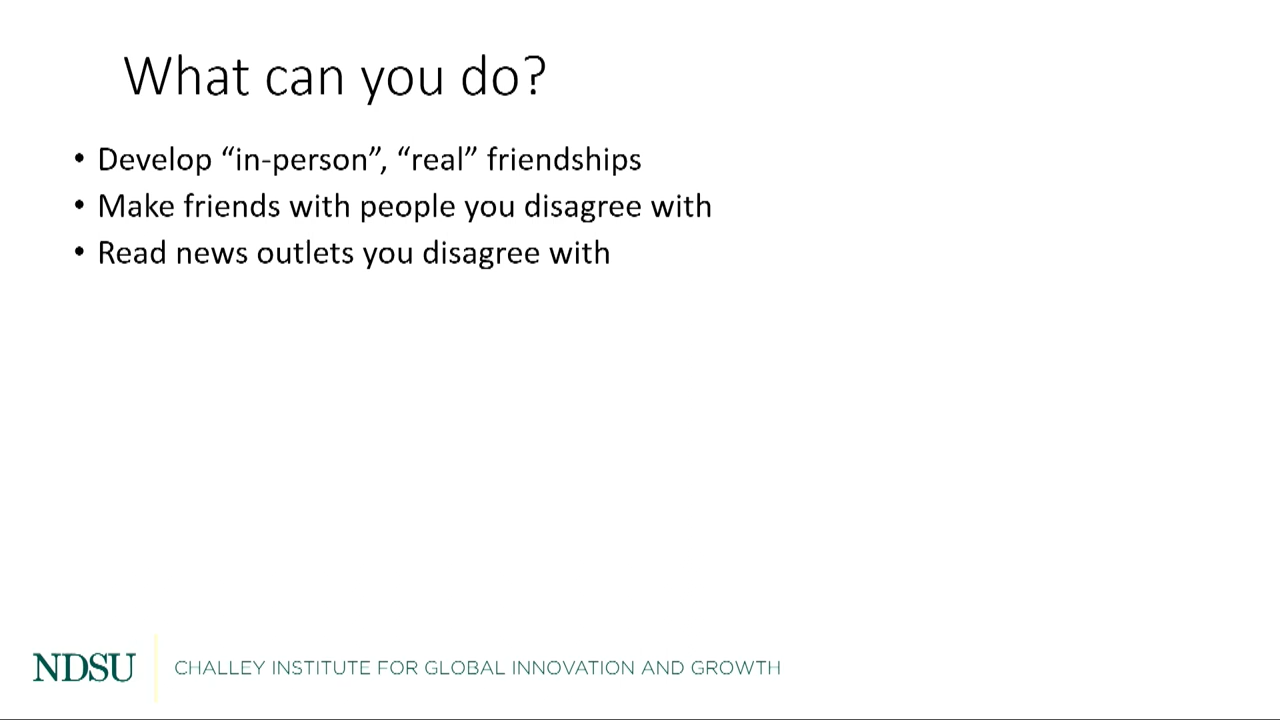 What can you do?
• Develop “in-person”, “real” friendships
• Make friends with people you disagree with
• Read news outlets you disagree with
NDSU
CHALLEY INSTITUTE FOR GLOBAL INNOVATION AND GROWTH